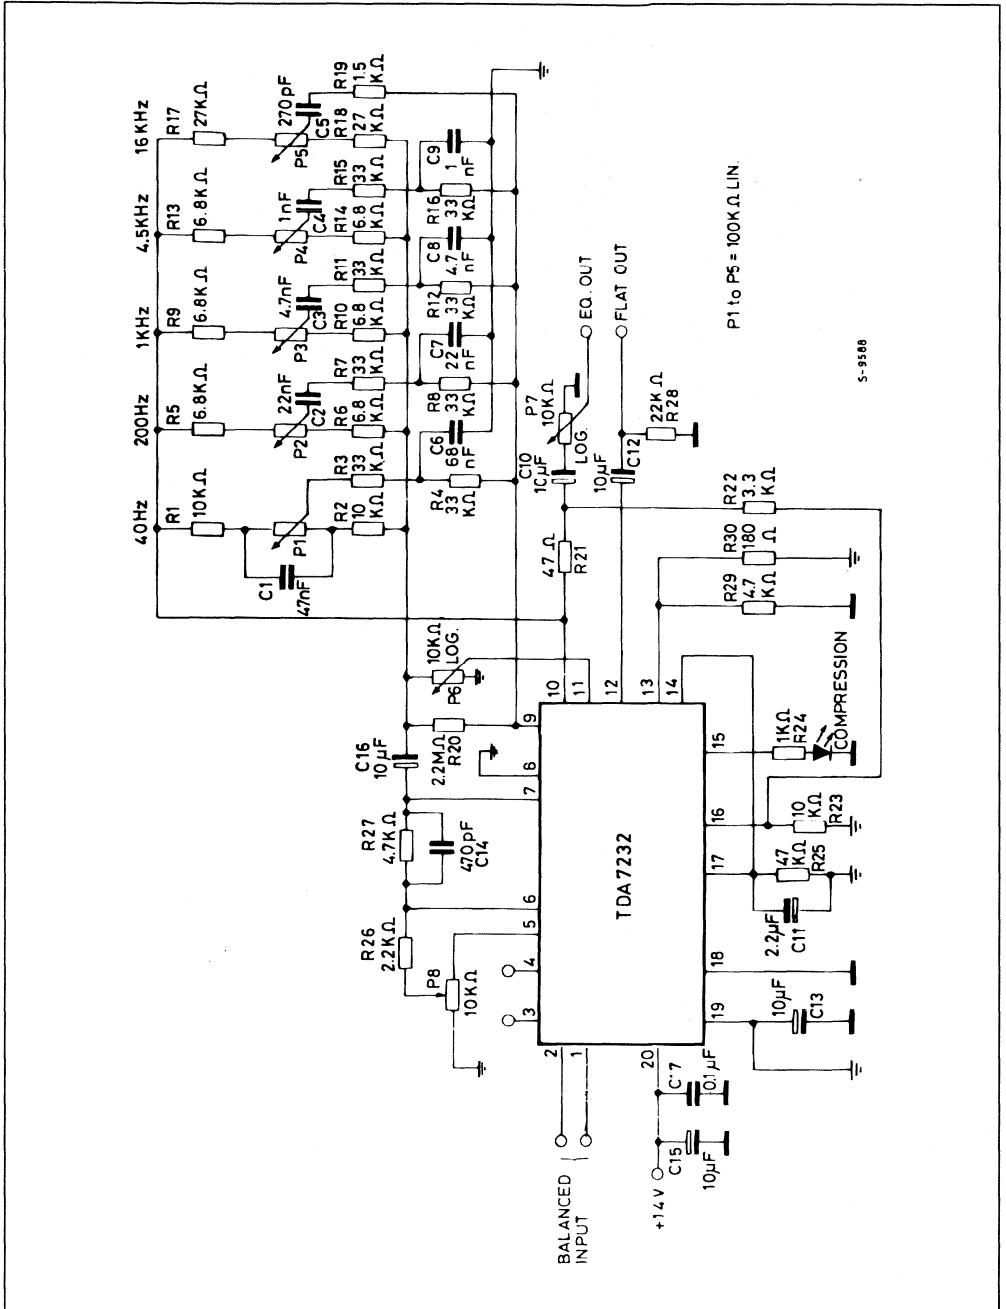 40Hz
200Hz
1KHz
4.5KHz
16KHz
R1
10KΩ
R5
6.8KΩ
R9
6.8KΩ
R13
6.8KΩ
R17
27KΩ
C1
47nF
P1
P2
22nF
C2
P3
4.7nF
C3
P4
1nF
C4
P5
270pF
C5
R2
10
KΩ
R3
33
KΩ
R6
6.8
KΩ
R7
33
KΩ
R10
6.8
KΩ
R11
33
KΩ
R14
6.8
KΩ
R15
33
KΩ
R18
27
KΩ
R19
1.5
KΩ
R4
33
KΩ
C6
68
nF
R8
33
KΩ
C7
22
nF
R12
33
KΩ
C8
4.7
nF
R16
33
KΩ
C9
1
nF
R26
2.2KΩ
R27
4.7KΩ
470pF
C14
C16
10µF
2.2MΩ
R20
10KΩ
LOG.
P6
P8
10KΩ
47
Ω
R21
C10
10µF
P7
10KΩ
LOG.
EQ. OUT
10µF
C12
FLAT OUT
22KΩ
R28
P1 to P5 = 100KΩ LIN.
2
1
3
4
5
6
7
8
9
10
11
12
13
14
15
16
17
18
19
20
TDA7232
BALANCED
INPUT
+14V
C15
10µF
C17
0.1µF
10µF
C13
2.2µF
C11
47
KΩ
R25
10
KΩ
R23
1KΩ
R24
COMPRESSION
R29
4.7
KΩ
R30
180
Ω
R22
3.3
KΩ
S-9588